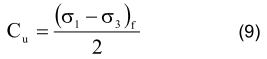 C_u = (σ_1 − σ_3)_f / 2 (9)